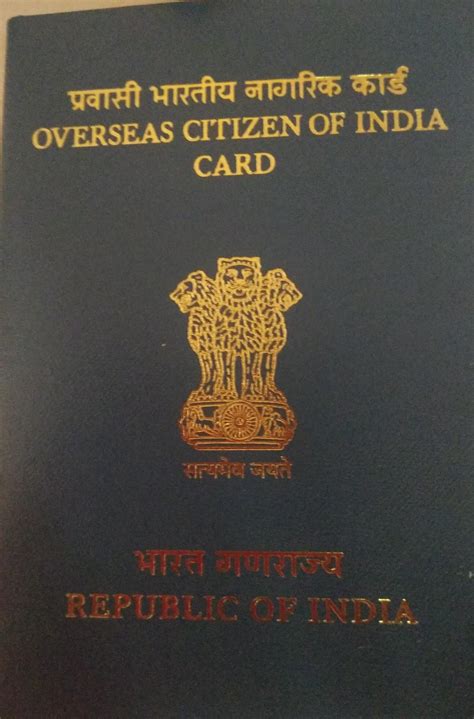 प्रवासी भारतीय नागरिक कार्ड
OVERSEAS CITIZEN OF INDIA
CARD
सत्यमेव जयते
भारत गणराज्य
REPUBLIC OF INDIA